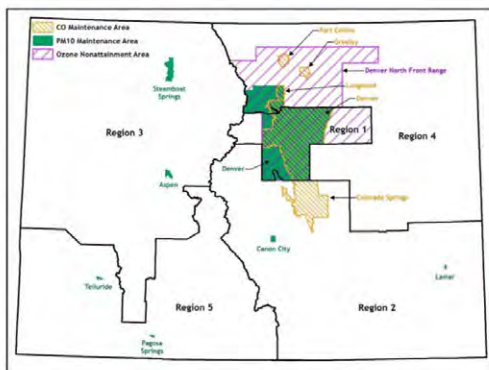 CO Maintenance Area
PM10 Maintenance Area
Ozone Nonattainment Area
Fort Collins
Greeley
Steamboat
Springs
Denver North Front Range
Longmont
Denver
Region 3
Region 1
Region 4
Denver
Aspen
Colorado Springs
Canon City
Lamar
Telluride
Region 5
Region 2
Pagosa
Springs